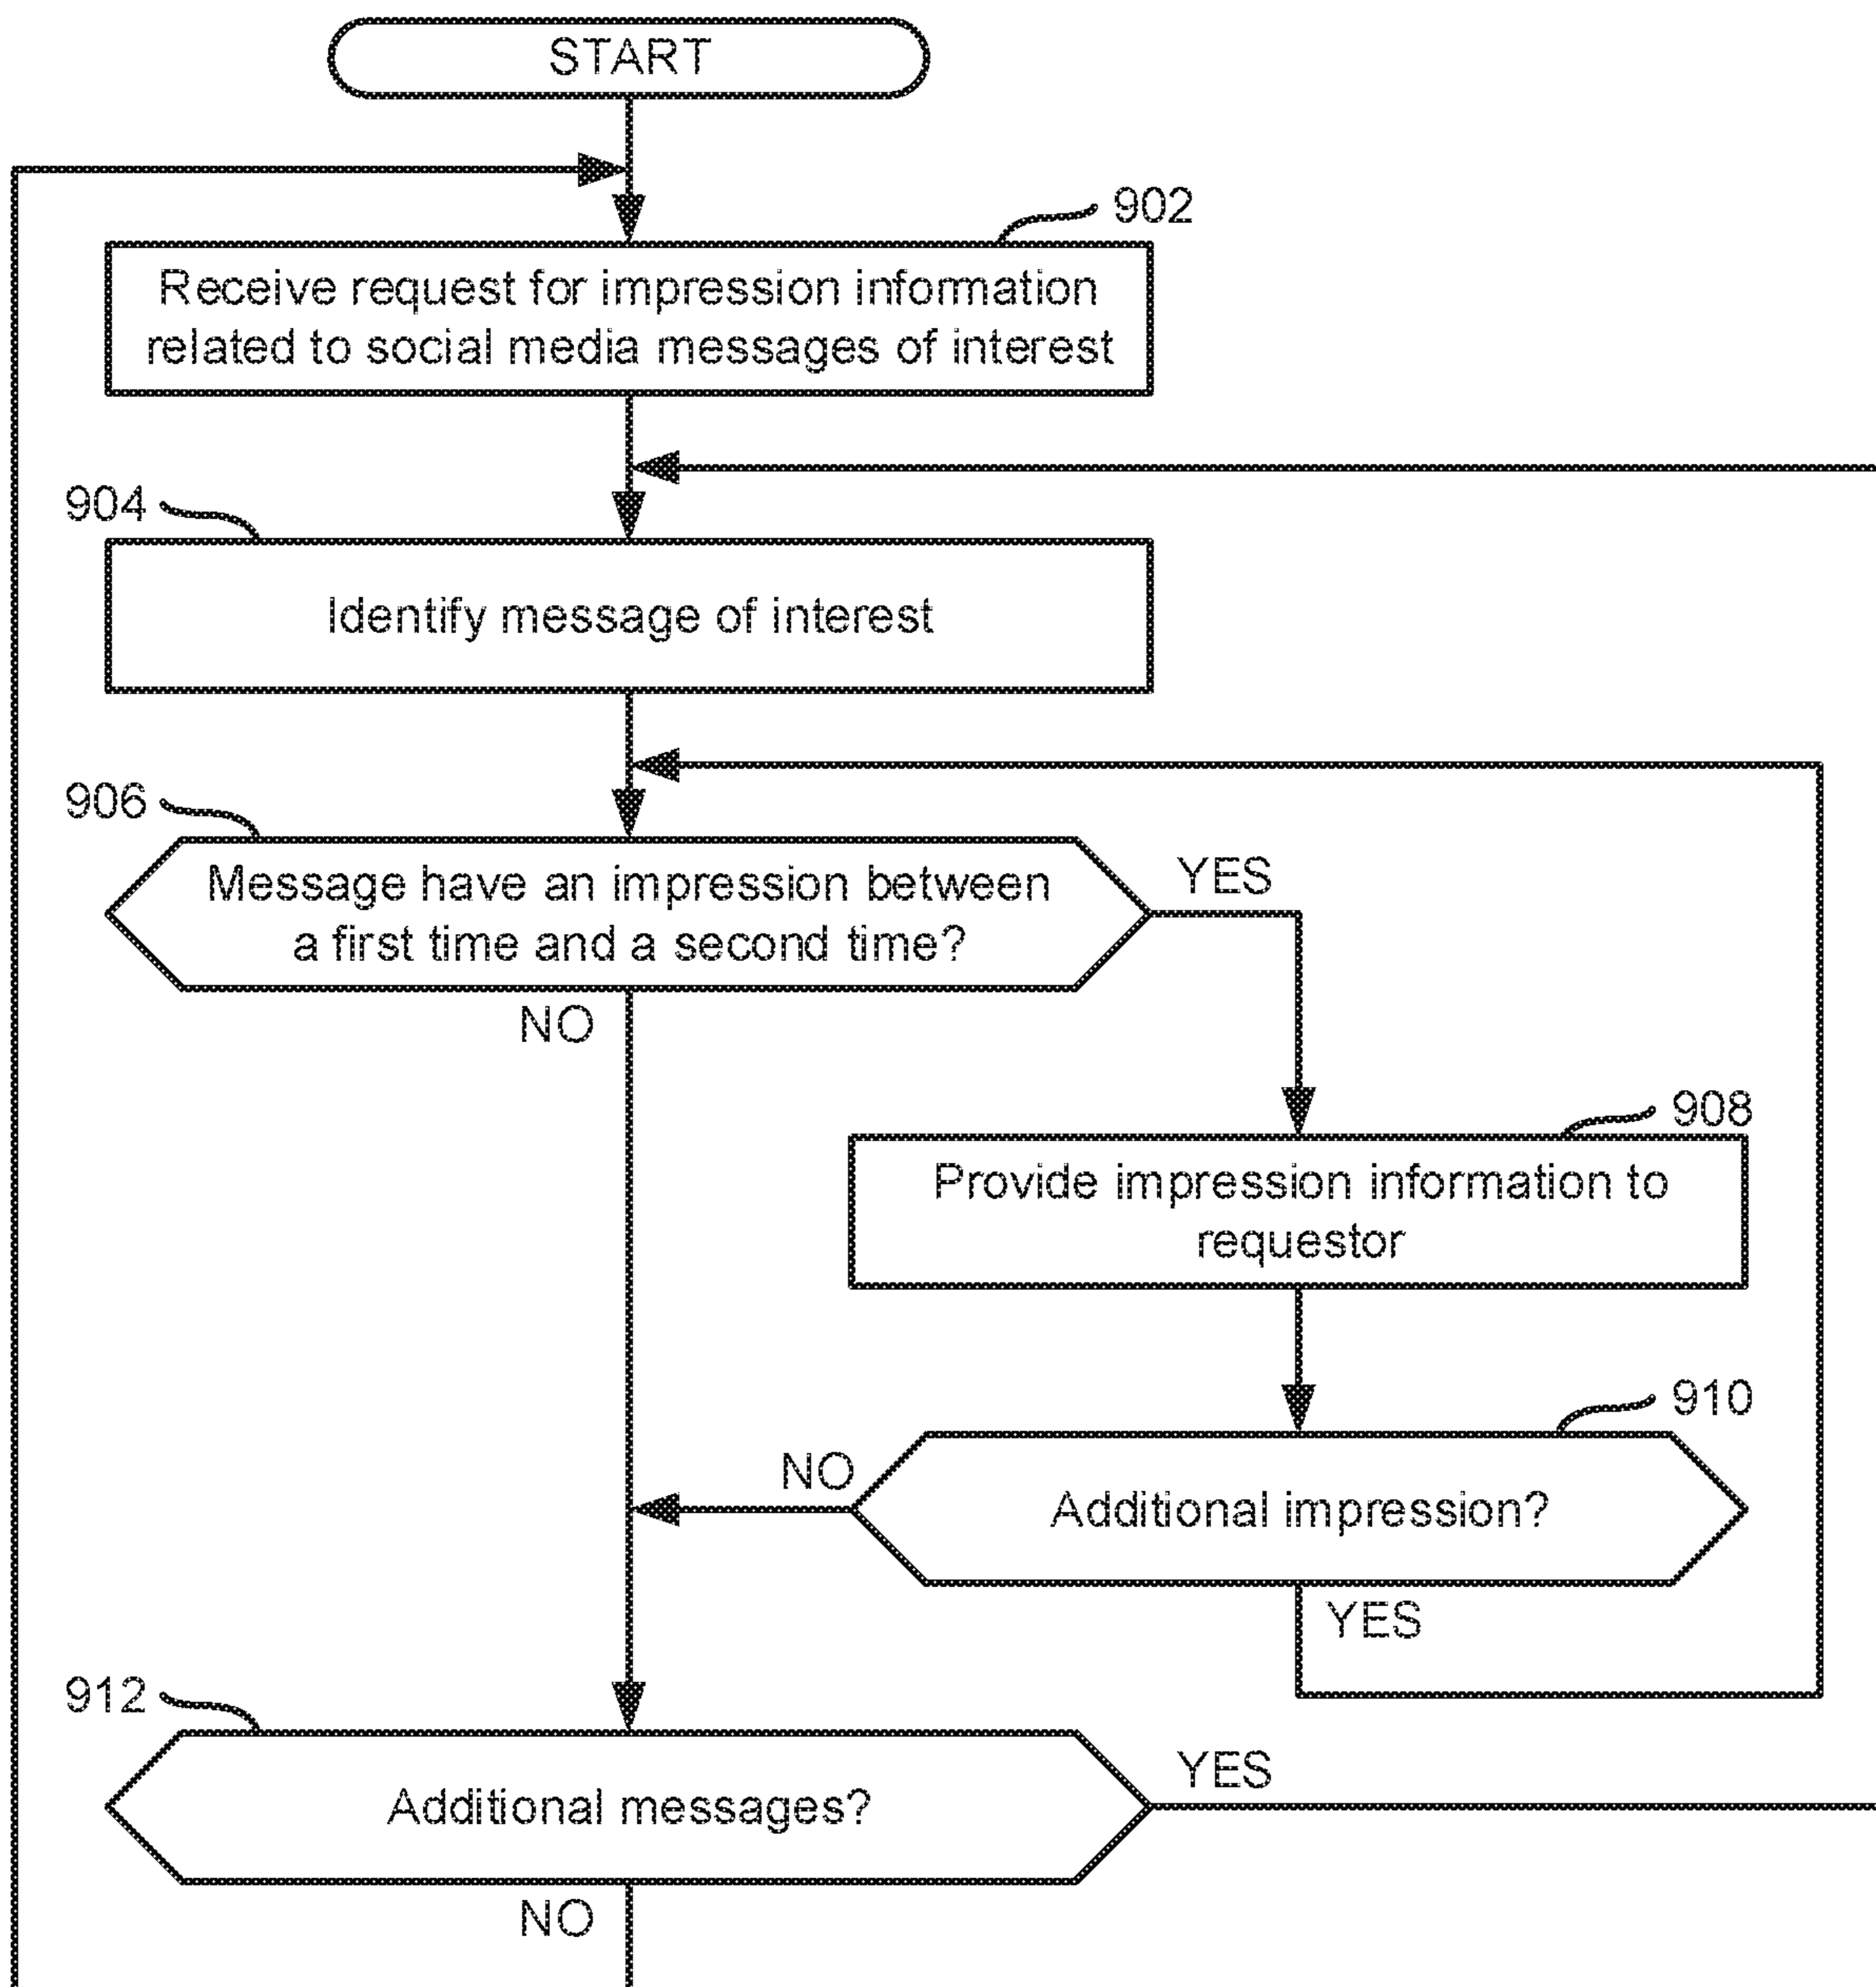 START
902
Receive request for impression information
related to social media messages of interest
904
Identify message of interest
906
Message have an impression between
a first time and a second time?
YES
NO
908
Provide impression information to
requestor
910
NO
Additional impression?
YES
912
Additional messages?
YES
NO